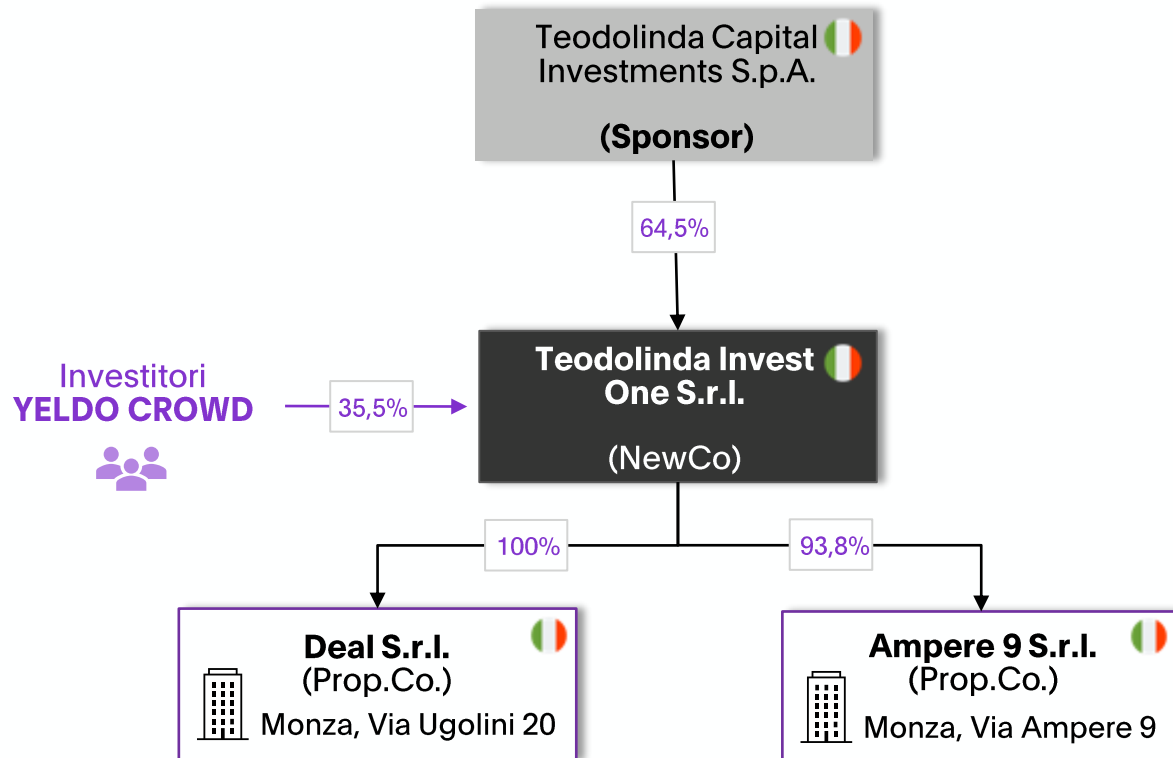 Teodolinda Capital
Investments S.p.A.
(Sponsor)
64,5%
Teodolinda Invest
One S.r.l.
(NewCo)
Investitori
YELDO CROWD
35,5%
100%
93,8%
Deal S.r.l.
(Prop.Co.)
Monza, Via Ugolini 20
Ampere 9 S.r.l.
(Prop.Co.)
Monza, Via Ampere 9